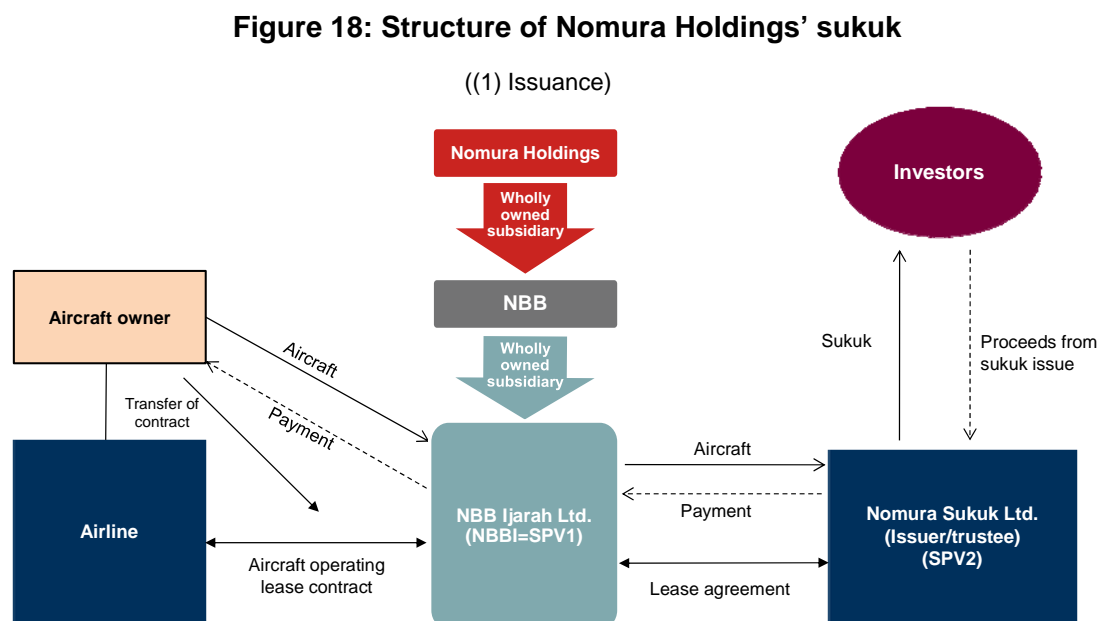 Figure 18: Structure of Nomura Holdings’ sukuk
((1) Issuance)
Nomura Holdings
Investors
Wholly
owned
subsidiary
Aircraft owner
NBB
Aircraft
Sukuk
Proceeds from
sukuk issue
Wholly
owned
subsidiary
Transfer of
contract
Payment
Airline
NBB Ijarah Ltd.
(NBBI=SPV1)
Aircraft
Payment
Nomura Sukuk Ltd.
(Issuer/trustee)
(SPV2)
Aircraft operating
lease contract
Lease agreement